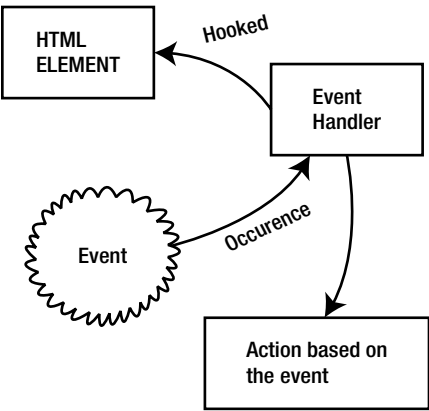 HTML
ELEMENT
Hooked
Event
Handler
Event
Occurence
Action based on
the event